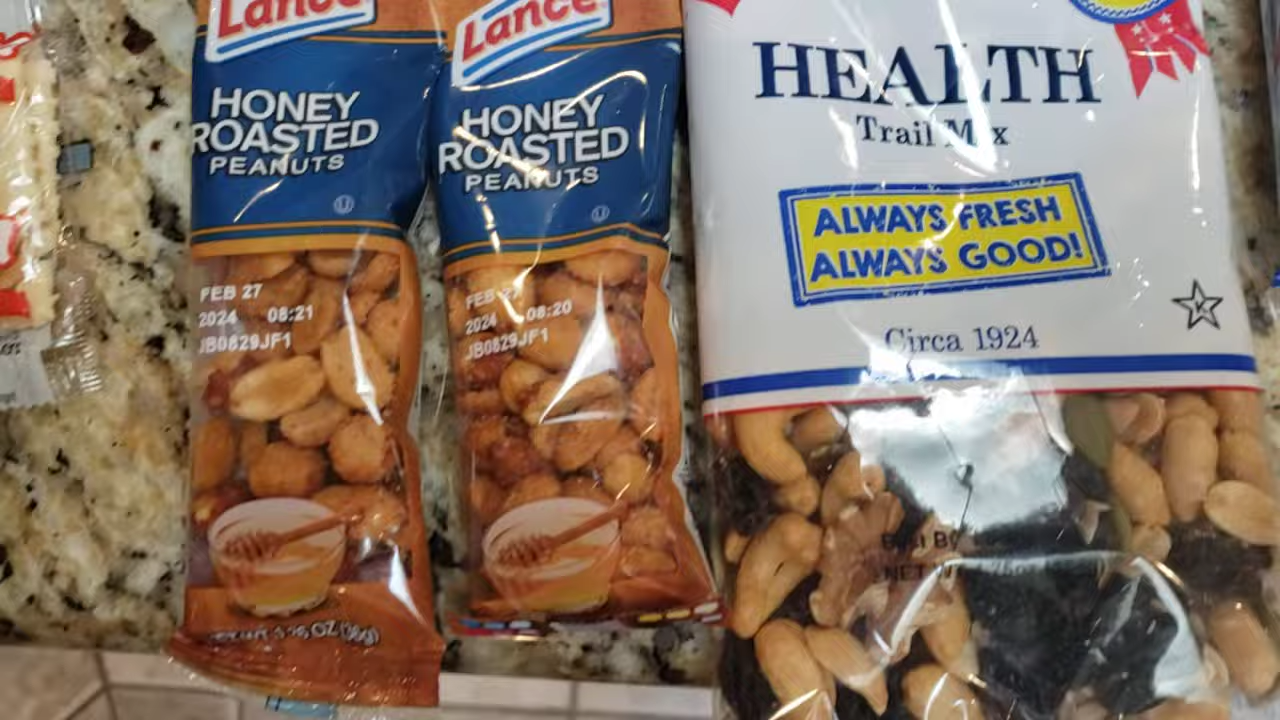 Lance
HONEY
ROASTED
PEANUTS
FEB 27
2024 08:21
JB0829JF1
Lance
HONEY
ROASTED
PEANUTS
FEB 27
2024 08:20
JB0829JF1
HEALTH
Trail Mix
ALWAYS FRESH
ALWAYS GOOD!
Circa 1924
K